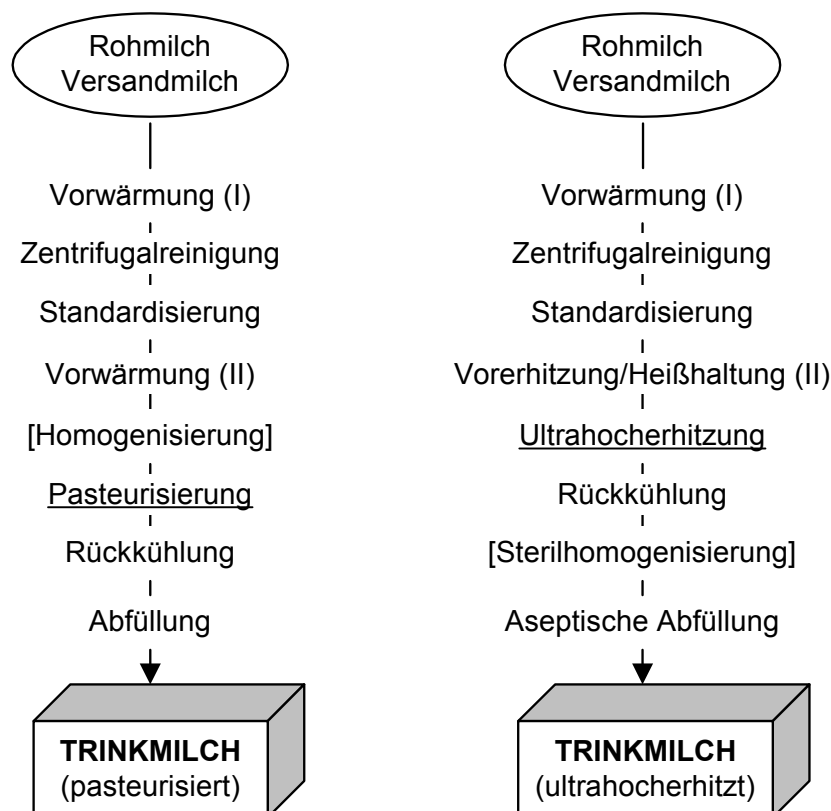 Rohmilch
Versandmilch
Vorwärmung (I)
Zentrifugalreinigung
Standardisierung
Vorwärmung (II)
[Homogenisierung]
Pasteurisierung
Rückkühlung
Abfüllung
TRINKMILCH
(pasteurisiert)
Rohmilch
Versandmilch
Vorwärmung (I)
Zentrifugalreinigung
Standardisierung
Vorerhitzung/Heißhaltung (II)
Ultrahocherhitzung
Rückkühlung
[Sterilhomogenisierung]
Aseptische Abfüllung
TRINKMILCH
(ultrahocherhitzt)